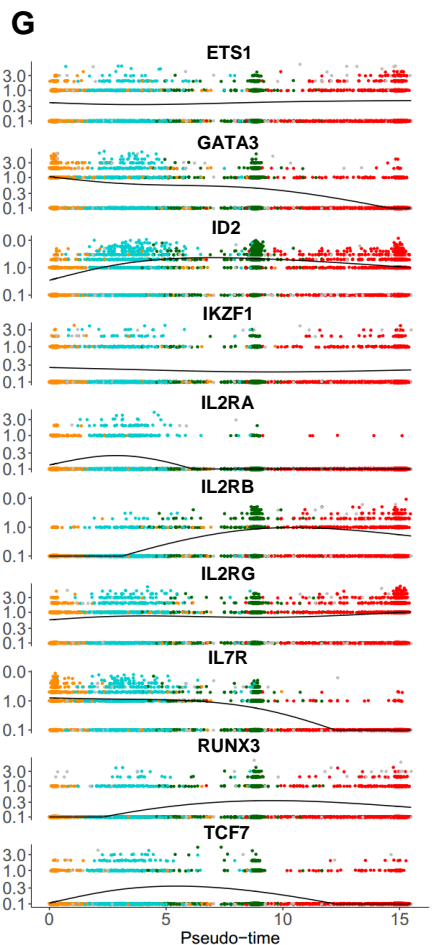 G
ETS1
3.0
1.0
0.3
0.1
GATA3
3.0
1.0
0.3
0.1
ID2
0.0
1.0
0.1
IKZF1
3.0
1.0
0.3
0.1
IL2RA
3.0
1.0
0.3
0.1
IL2RB
0.0
1.0
0.1
IL2RG
3.0
1.0
0.3
0.1
IL7R
0.0
1.0
0.1
RUNX3
3.0
1.0
0.3
0.1
TCF7
3.0
1.0
0.3
0.1
0 5 10 15
Pseudo-time